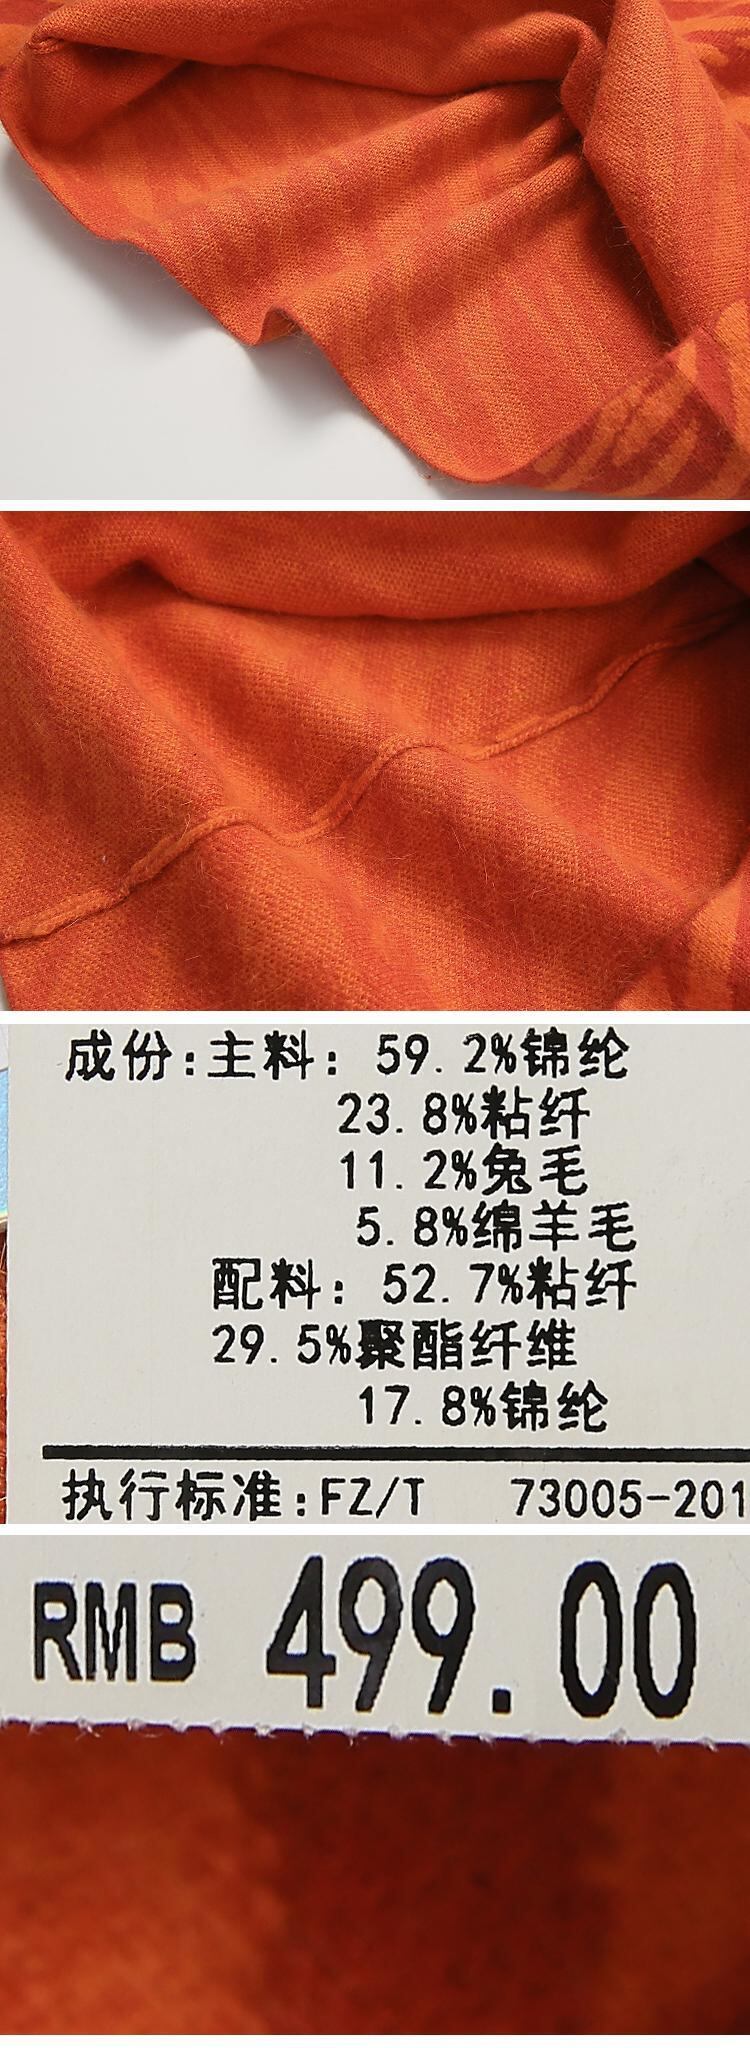 成份:主料: 59.2%锦纶
23.8%粘纤
11.2%兔毛
5.8%绵羊毛
配料: 52.7%粘纤
29.5%聚酯纤维
17.8%锦纶
执行标准:FZ/T 73005-201
RMB 499.00